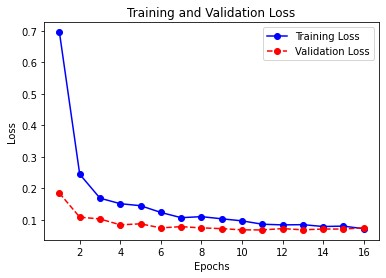 Training and Validation Loss
Training Loss
Validation Loss
Loss
0.7
0.6
0.5
0.4
0.3
0.2
0.1
2 4 6 8 10 12 14 16
Epochs